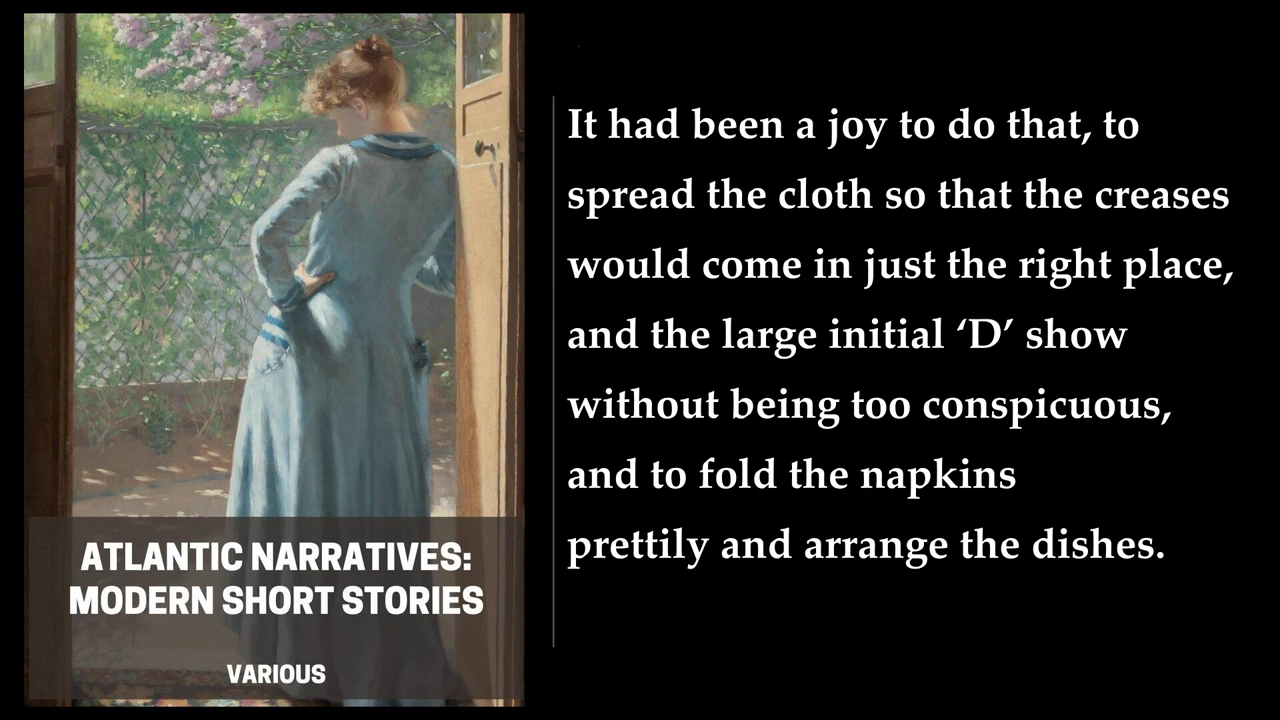 ATLANTIC NARRATIVES:
MODERN SHORT STORIES
VARIOUS
It had been a joy to do that, to
spread the cloth so that the creases
would come in just the right place,
and the large initial ‘D’ show
without being too conspicuous,
and to fold the napkins
prettily and arrange the dishes.